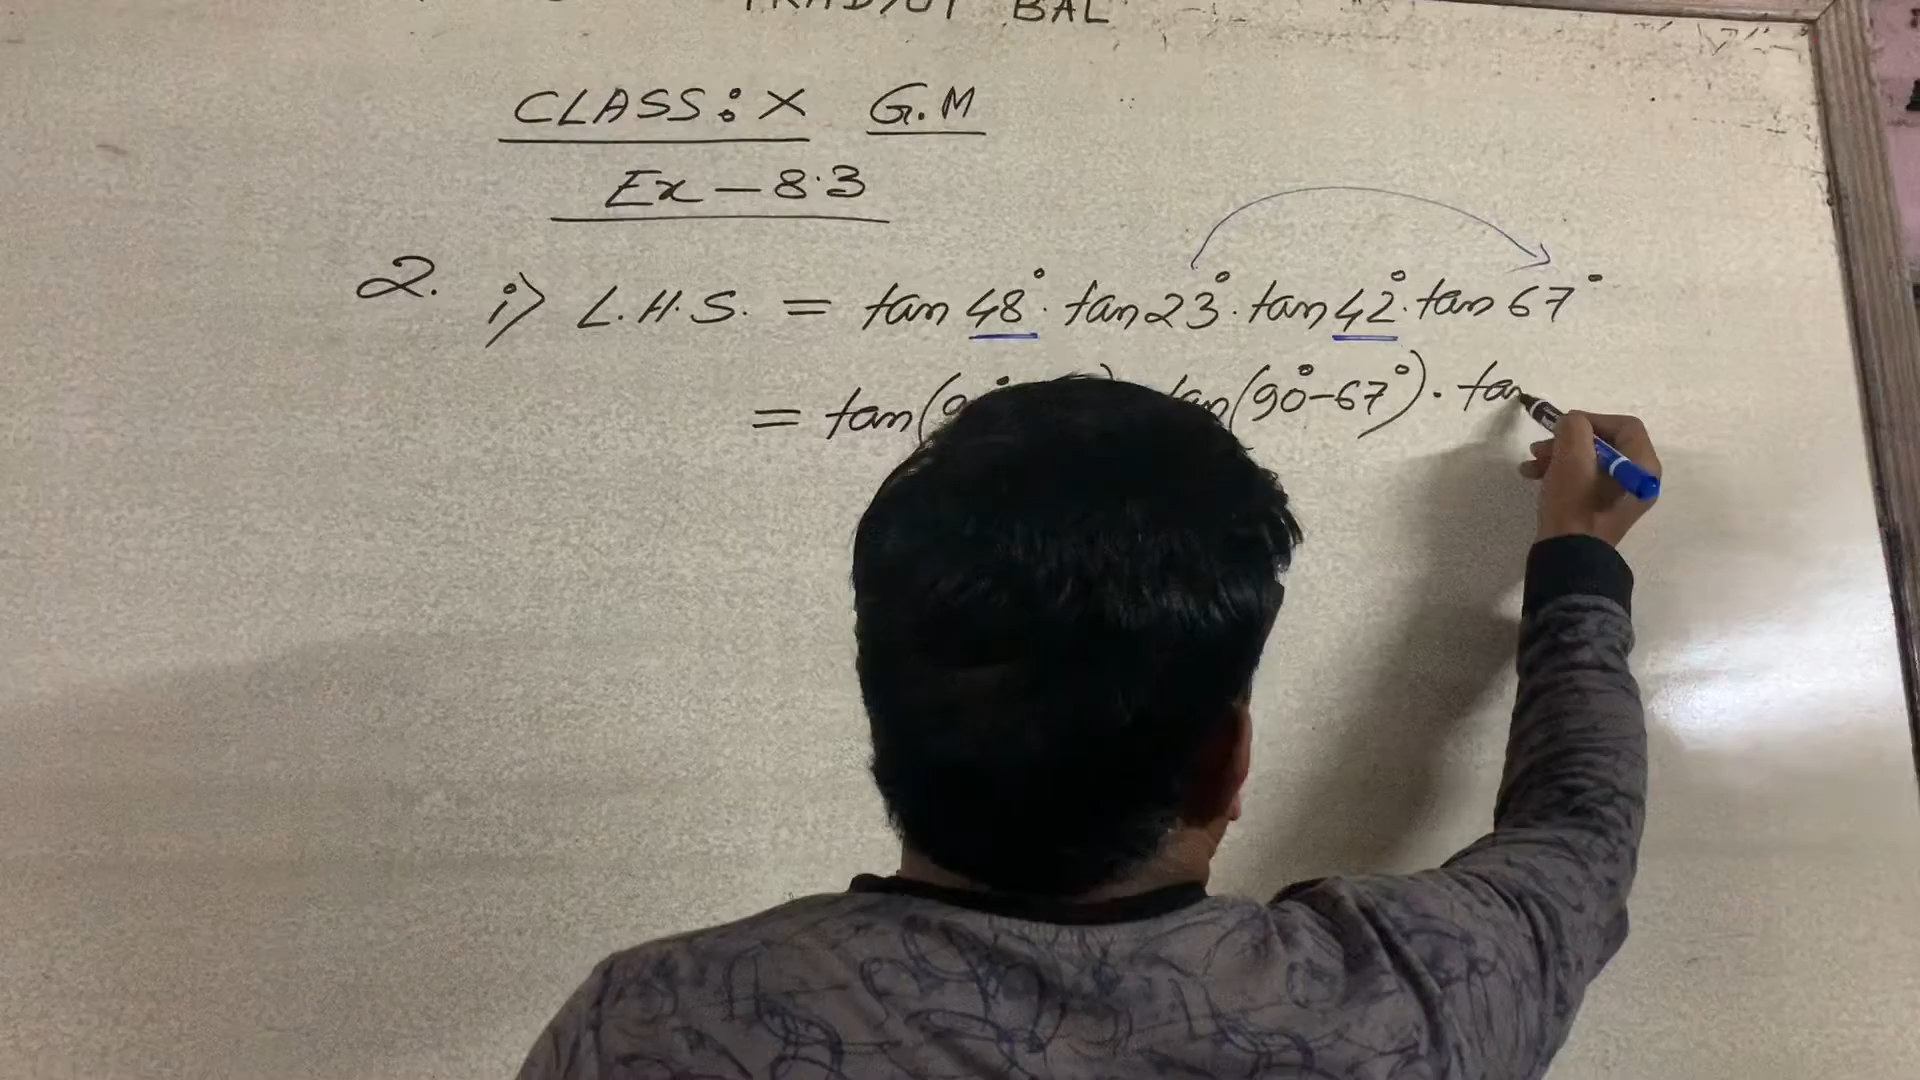 BAL
CLASS: X G.M
Ex - 8.3
2. i) L.H.S. = tan 48°. tan 23°. tan 42°. tan 67°
= tan(9 tan(90°-67°). tan